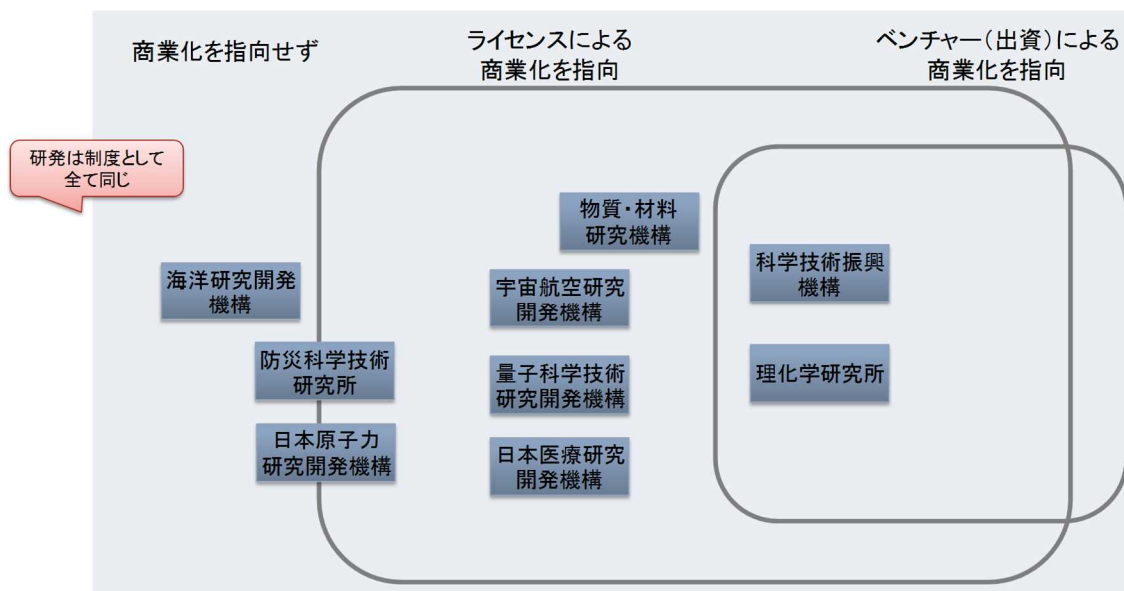 商業化を指向せず
ライセンスによる
商業化を指向
ベンチャー(出資)による
商業化を指向
研発は制度として
全て同じ
物質・材料
研究機構
科学技術振興
機構
海洋研究開発
機構
宇宙航空研究
開発機構
防災科学技術
研究所
量子科学技術
研究開発機構
理化学研究所
日本原子力
研究開発機構
日本医療研究
開発機構